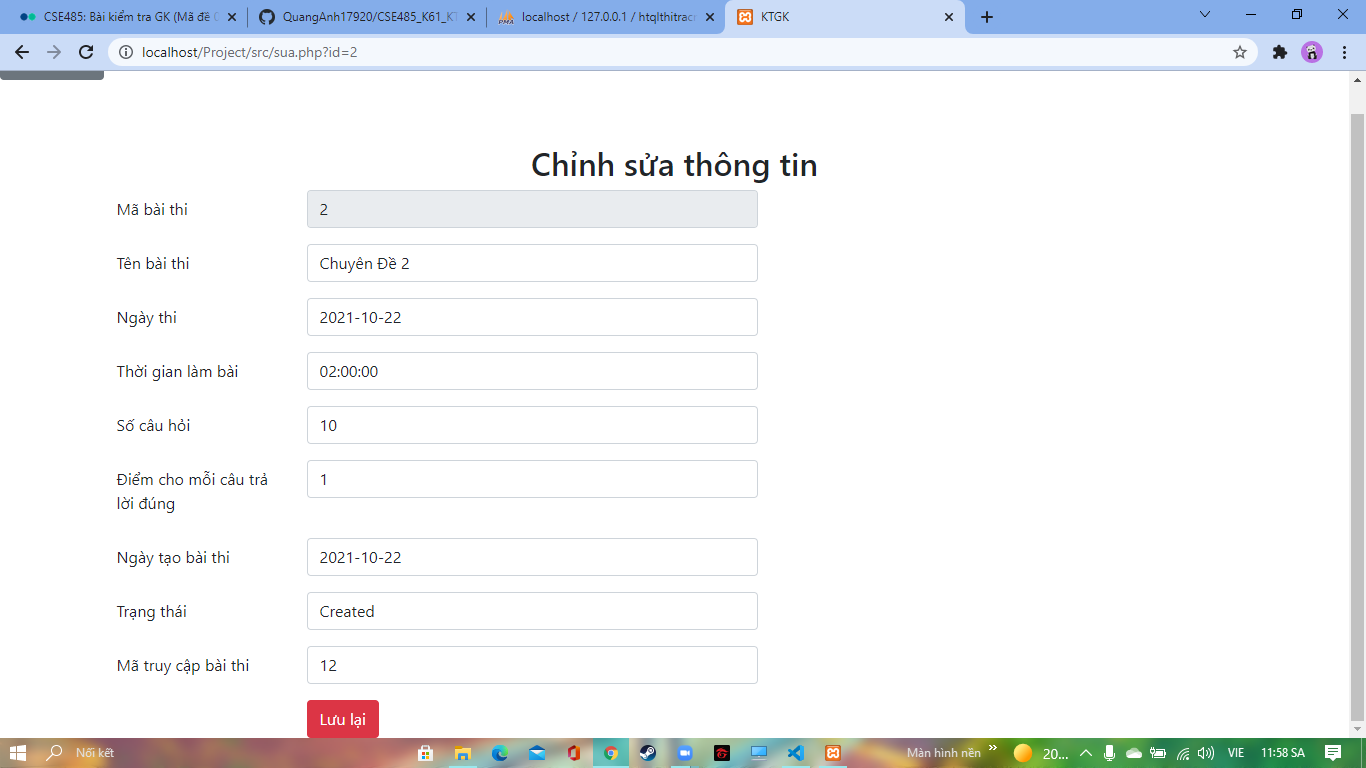 CSE485: Bài kiểm tra GK (Mã đề
QuangAnh17920/CSE485_K61_KT
localhost / 127.0.0.1 / htqlthitrac
KTGK
localhost/Project/src/sua.php?id=2
Chỉnh sửa thông tin
Mã bài thi
2
Tên bài thi
Chuyên Đề 2
Ngày thi
2021-10-22
Thời gian làm bài
02:00:00
Số câu hỏi
10
Điểm cho mỗi câu trả
lời đúng
1
Ngày tạo bài thi
2021-10-22
Trạng thái
Created
Mã truy cập bài thi
12
Lưu lại
Nối kết
Màn hình nền
20...
VIE
11:58 SA